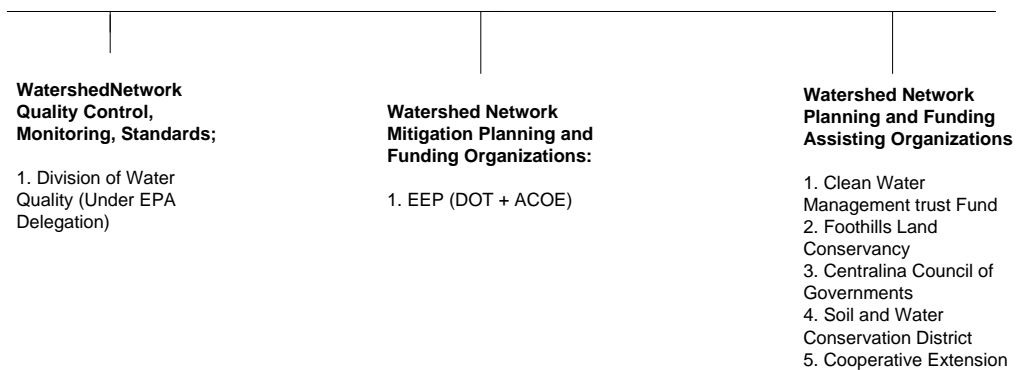 WatershedNetwork
Quality Control,
Monitoring, Standards;
1. Division of Water
Quality (Under EPA
Delegation)
Watershed Network
Mitigation Planning and
Funding Organizations:
1. EEP (DOT + ACOE)
Watershed Network
Planning and Funding
Assisting Organizations
1. Clean Water
Management trust Fund
2. Foothills Land
Conservancy
3. Centralina Council of
Governments
4. Soil and Water
Conservation District
5. Cooperative Extension